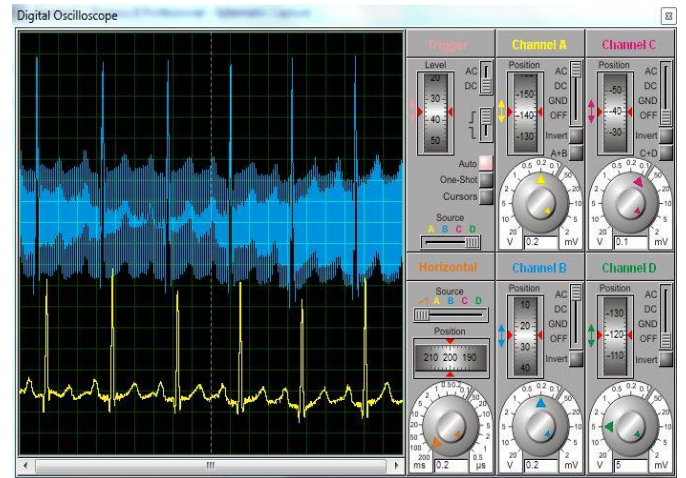 Digital Oscilloscope
Trigger
Level
20
30
40
50
AC
DC
Auto
One-Shot
Cursors
Source
A B C D
Channel A
Position
-150
-140
-130
AC
DC
GND
OFF
Invert
A+B
V 0.2 mV
Channel C
Position
-50
-40
-30
AC
DC
GND
OFF
Invert
C+D
V 0.1 mV
Horizontal
Source
A B C D
Position
210 200 190
ms 0.2 µs
Channel B
Position
10
20
30
40
AC
DC
GND
OFF
Invert
V 0.2 mV
Channel D
Position
-130
-120
-110
AC
DC
GND
OFF
Invert
V 5 mV